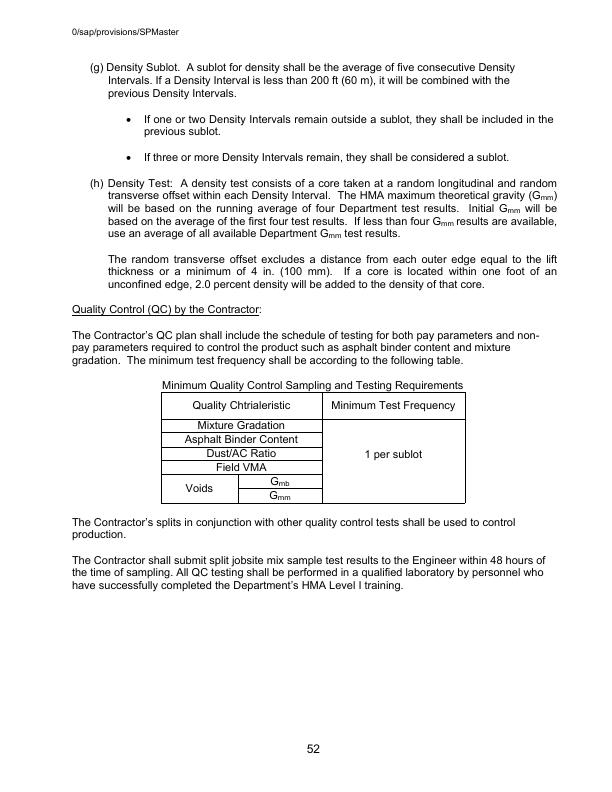 0/sap/provisions/SPMaster
(g) Density Sublot. A sublot for density shall be the average of five consecutive Density
Intervals. If a Density Interval is less than 200 ft (60 m), it will be combined with the
previous Density Intervals.
• If one or two Density Intervals remain outside a sublot, they shall be included in the
previous sublot.
• If three or more Density Intervals remain, they shall be considered a sublot.
(h) Density Test: A density test consists of a core taken at a random longitudinal and random
transverse offset within each Density Interval. The HMA maximum theoretical gravity (Gmm)
will be based on the running average of four Department test results. Initial Gmm will be
based on the average of the first four test results. If less than four Gmm results are available,
use an average of all available Department Gmm test results.
The random transverse offset excludes a distance from each outer edge equal to the lift
thickness or a minimum of 4 in. (100 mm). If a core is located within one foot of an
unconfined edge, 2.0 percent density will be added to the density of that core.
Quality Control (QC) by the Contractor:
The Contractor's QC plan shall include the schedule of testing for both pay parameters and non-
pay parameters required to control the product such as asphalt binder content and mixture
gradation. The minimum test frequency shall be according to the following table.
Minimum Quality Control Sampling and Testing Requirements
Quality Chtrialeristic Minimum Test Frequency
Mixture Gradation
Asphalt Binder Content
Dust/AC Ratio
1 per sublot
Field VMA
Voids
Gmb
Gmm
The Contractor's splits in conjunction with other quality control tests shall be used to control
production.
The Contractor shall submit split jobsite mix sample test results to the Engineer within 48 hours of
the time of sampling. All QC testing shall be performed in a qualified laboratory by personnel who
have successfully completed the Department's HMA Level I training.
52